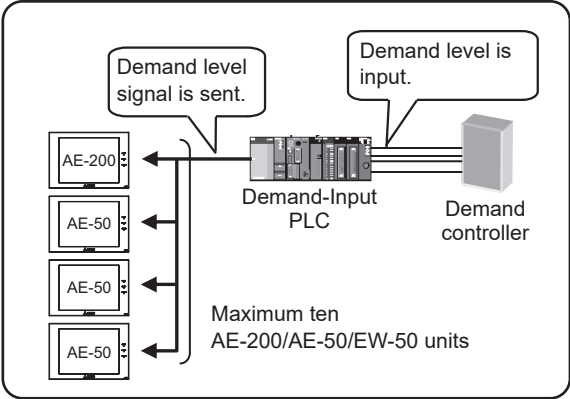 Demand level
signal is sent.
Demand level is
input.
AE-200
AE-50
AE-50
AE-50
Demand-Input
PLC
Demand
controller
Maximum ten
AE-200/AE-50/EW-50 units